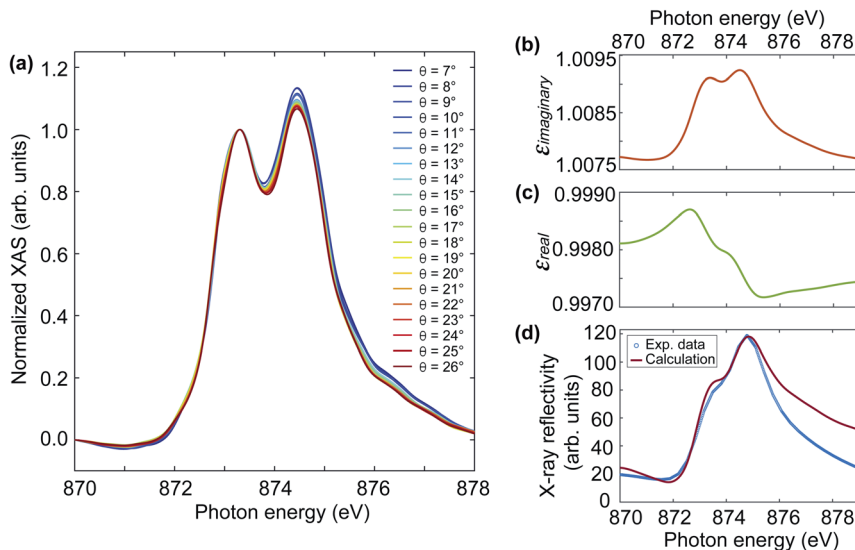 (a)
Normalized XAS (arb. units)
1.2
1.0
0.8
0.6
0.4
0.2
0.0
870 872 874 876 878
Photon energy (eV)
θ = 7°
θ = 8°
θ = 9°
θ = 10°
θ = 11°
θ = 12°
θ = 13°
θ = 14°
θ = 15°
θ = 16°
θ = 17°
θ = 18°
θ = 19°
θ = 20°
θ = 21°
θ = 22°
θ = 23°
θ = 24°
θ = 25°
θ = 26°
Photon energy (eV)
870 872 874 876 878
(b)
εimaginary
1.0095
1.0085
1.0075
(c)
εreal
0.9990
0.9980
0.9970
(d)
X-ray reflectivity
(arb. units)
120
100
80
60
40
20
0
Exp. data
Calculation
870 872 874 876 878
Photon energy (eV)